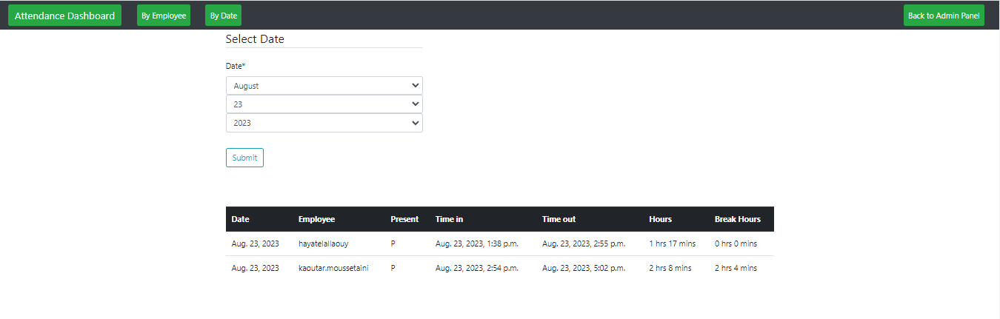 Attendance Dashboard By Employee By Date Back to Admin Panel
Select Date
Date*
August
23
2023
Submit
Date Employee Present Time in Time out Hours Break Hours
Aug. 23, 2023 hayatelallaouy P Aug. 23, 2023, 1:38 p.m. Aug. 23, 2023, 2:55 p.m. 1 hrs 17 mins 0 hrs 0 mins
Aug. 23, 2023 kaoutar.moussetaini P Aug. 23, 2023, 2:54 p.m. Aug. 23, 2023, 5:02 p.m. 2 hrs 8 mins 2 hrs 4 mins